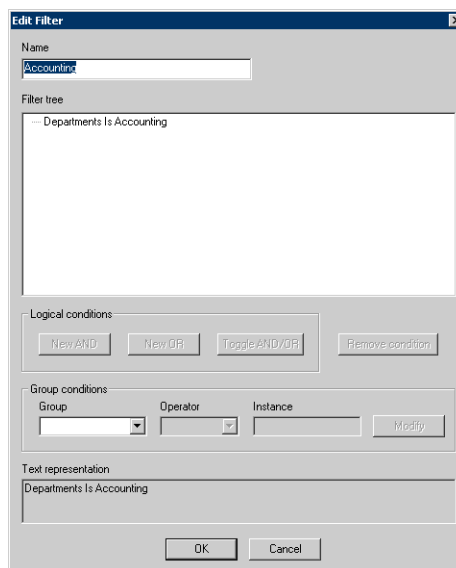 Edit Filter
Name
Accounting
Filter tree
Departments Is Accounting
Logical conditions
New AND
New OR
Toggle AND/OR
Remove condition
Group conditions
Group Operator Instance
Modify
Text representation
Departments Is Accounting
OK Cancel